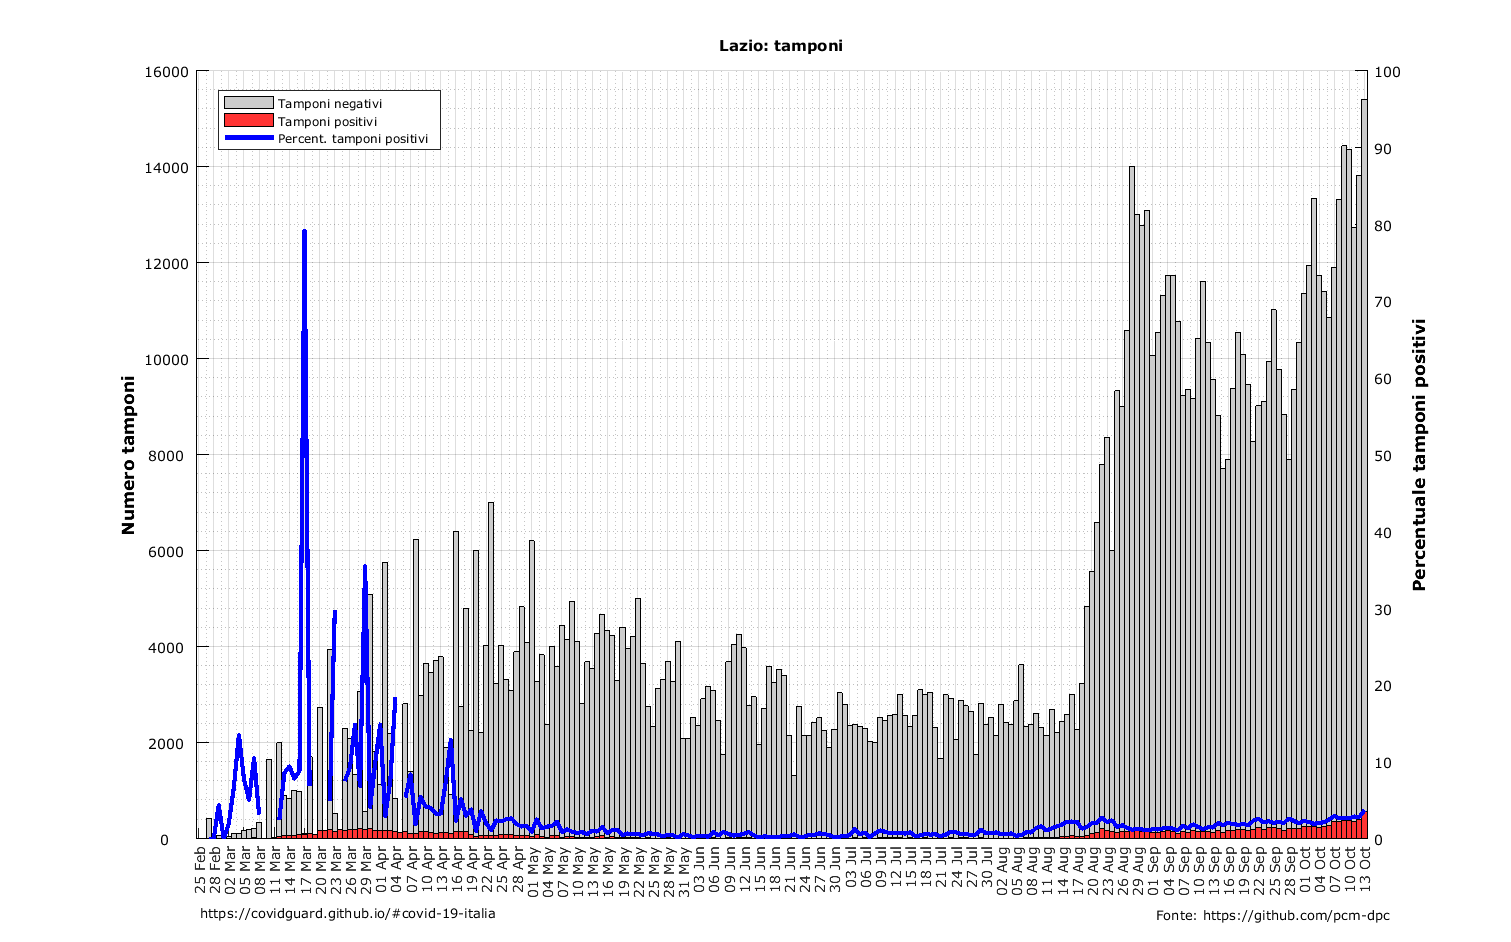 Lazio: tamponi
16000
14000
12000
10000
8000
6000
4000
2000
0
100
90
80
70
60
50
40
30
20
10
0
Tamponi negativi
Tamponi positivi
Percent. tamponi positivi
Numero tamponi
Percentuale tamponi positivi
25 Feb
28 Feb
02 Mar
05 Mar
08 Mar
11 Mar
14 Mar
17 Mar
20 Mar
23 Mar
26 Mar
29 Mar
01 Apr
04 Apr
07 Apr
10 Apr
13 Apr
16 Apr
19 Apr
22 Apr
25 Apr
28 Apr
01 May
04 May
07 May
10 May
13 May
16 May
19 May
22 May
25 May
28 May
31 May
03 Jun
06 Jun
09 Jun
12 Jun
15 Jun
18 Jun
21 Jun
24 Jun
27 Jun
30 Jun
03 Jul
06 Jul
09 Jul
12 Jul
15 Jul
18 Jul
21 Jul
24 Jul
27 Jul
30 Jul
02 Aug
05 Aug
08 Aug
11 Aug
14 Aug
17 Aug
20 Aug
23 Aug
26 Aug
29 Aug
01 Sep
04 Sep
07 Sep
10 Sep
13 Sep
16 Sep
19 Sep
22 Sep
25 Sep
28 Sep
01 Oct
04 Oct
07 Oct
10 Oct
13 Oct
https://covidguard.github.io/#covid-19-italia
Fonte: https://github.com/pcm-dpc